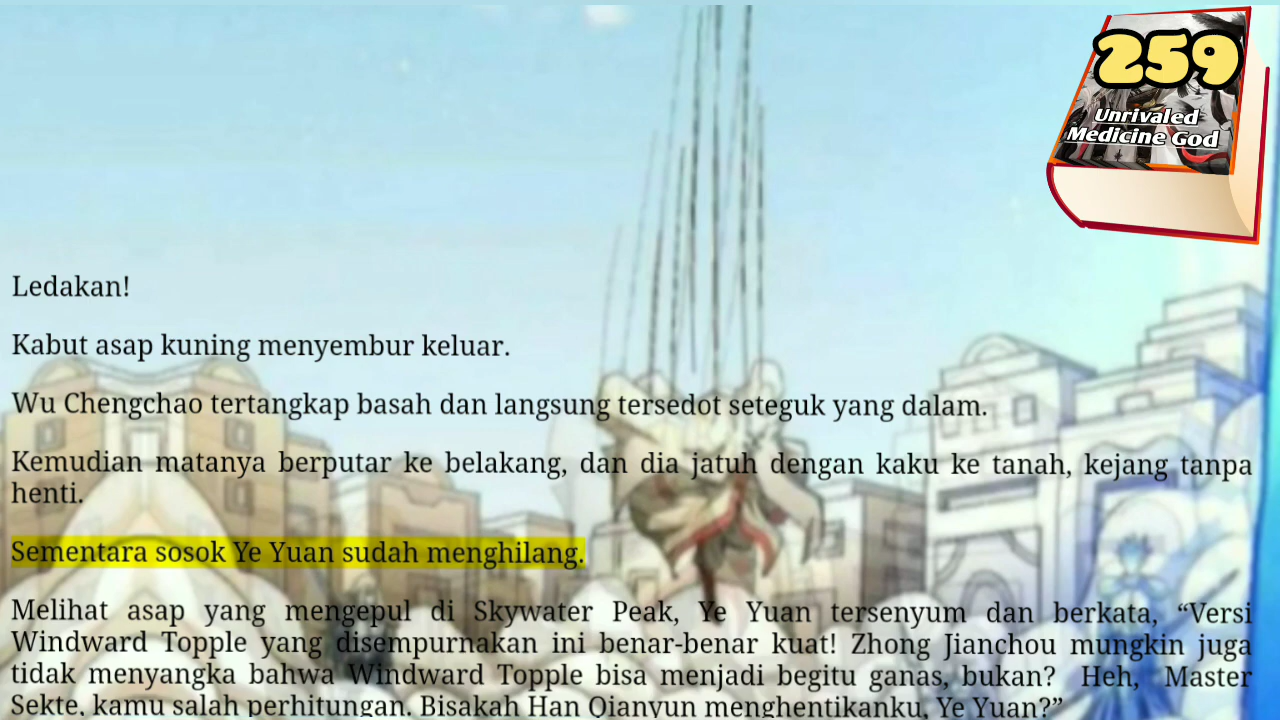 259
Unrivaled
Medicine God
Ledakan!
Kabut asap kuning menyembur keluar.
Wu Chengchao tertangkap basah dan langsung tersedot seteguk yang dalam.
Kemudian matanya berputar ke belakang, dan dia jatuh dengan kaku ke tanah, kejang tanpa
henti.
Sementara sosok Ye Yuan sudah menghilang.
Melihat asap yang mengepul di Skywater Peak, Ye Yuan tersenyum dan berkata, “Versi
Windward Topple yang disempurnakan ini benar-benar kuat! Zhong Jianchou mungkin juga
tidak menyangka bahwa Windward Topple bisa menjadi begitu ganas, bukan? Heh, Master
Sekte, kamu salah perhitungan. Bisakah Han Qianyun menghentikanku, Ye Yuan?”